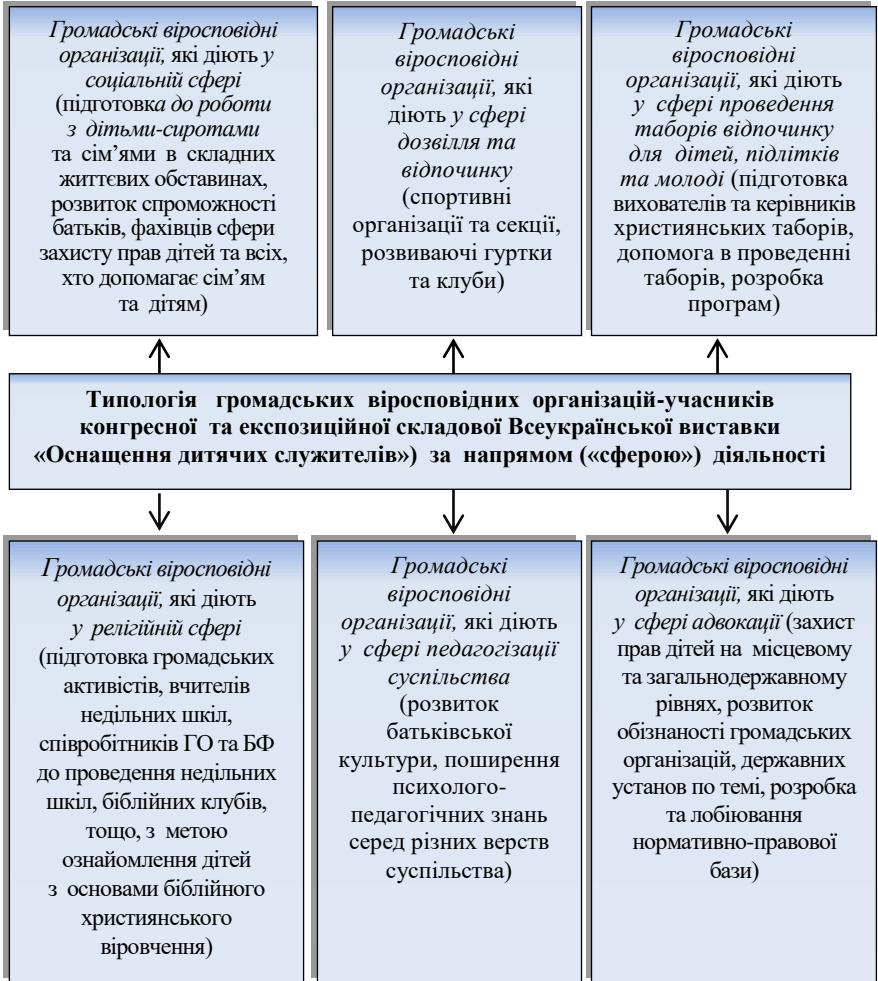 Громадські віросповідні
організації, які діють у
соціальній сфері
(підготовка до роботи
з дітьми-сиротами
та сім’ями в складних
життєвих обставинах,
розвиток спроможності
батьків, фахівців сфери
захисту прав дітей та всіх,
хто допомагає сім’ям
та дітям)
Громадські
віросповідні
організації, які
діють у сфері
дозвілля та
відпочинку
(спортивні
організації та секції,
розвиваючі гуртки
та клуби)
Громадські
віросповідні
організації, які діють
у сфері проведення
таборів відпочинку
для дітей, підлітків
та молоді (підготовка
вихователів та керівників
християнських таборів,
допомога в проведенні
таборів, розробка
програм)
Типологія громадських віросповідних організацій-учасників
конгресної та експозиційної складової Всеукраїнської виставки
«Оснащення дитячих служителів») за напрямом («сферою») діяльності
Громадські віросповідні
організації, які діють
у релігійній сфері
(підготовка громадських
активістів, вчителів
недільних шкіл,
співробітників ГО та БФ
до проведення недільних
шкіл, біблійних клубів,
тощо, з метою
ознайомлення дітей
з основами біблійного
християнського
віровчення)
Громадські
віросповідні
організації, які діють
у сфері педагогізації
суспільства
(розвиток
батьківської
культури, поширення
психолого-
педагогічних знань
серед різних верств
суспільства)
Громадські віросповідні
організації, які діють
у сфері адвокації (захист
прав дітей на місцевому
та загальнодержавному
рівнях, розвиток
обізнаності громадських
організацій, державних
установ по темі, розробка
та лобіювання
нормативно-правової
бази)